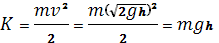 K = mv²/2 = m(√2gh)²/2 = mgh